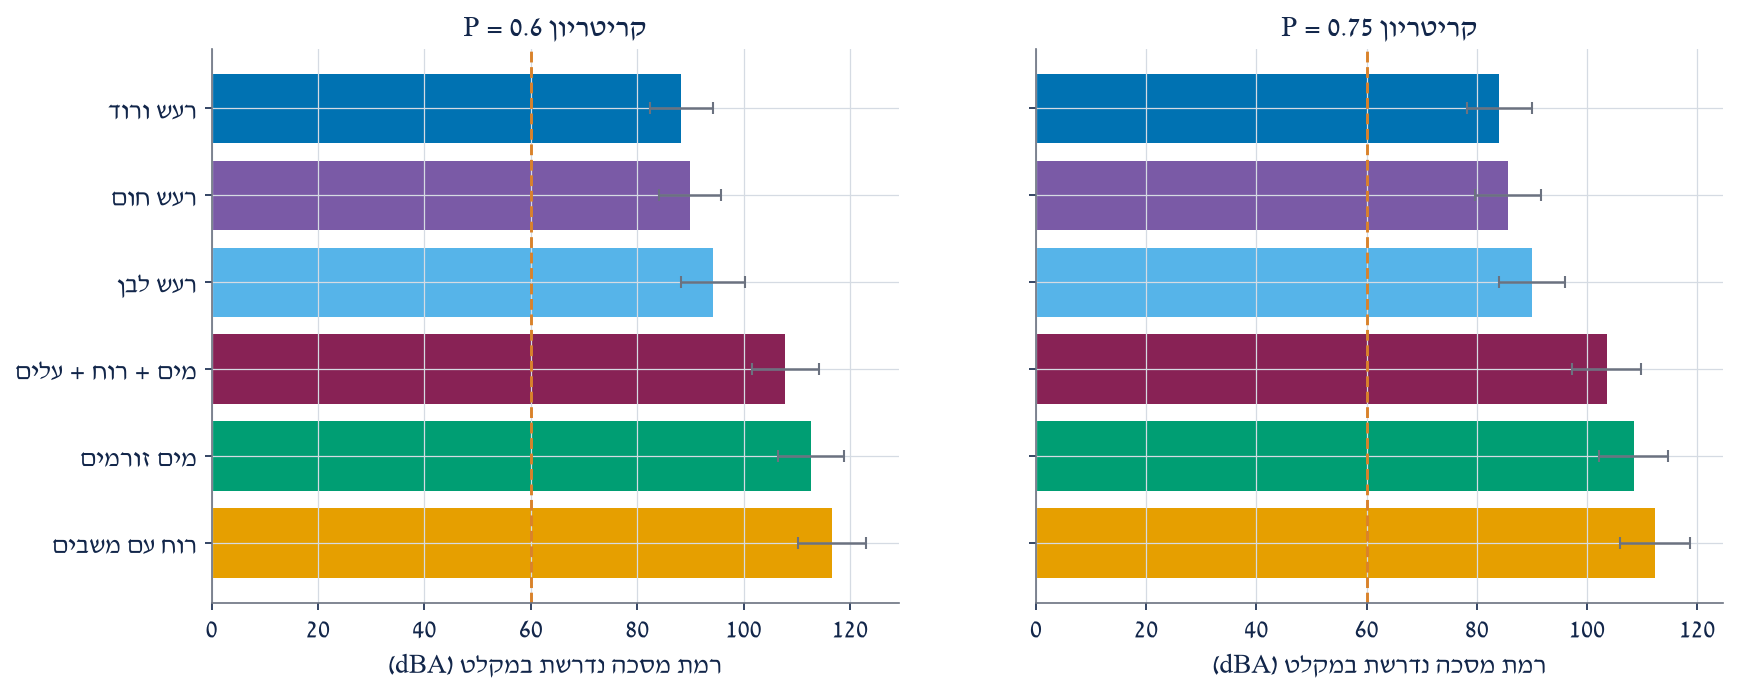 קריטריון P = 0.6
רעש ורוד
רעש חום
רעש לבן
מים + רוח + עלים
מים זורמים
רוח עם משבים
0 20 40 60 80 100 120
רמת מסכה נדרשת במקלט (dBA)
קריטריון P = 0.75
0 20 40 60 80 100 120
רמת מסכה נדרשת במקלט (dBA)